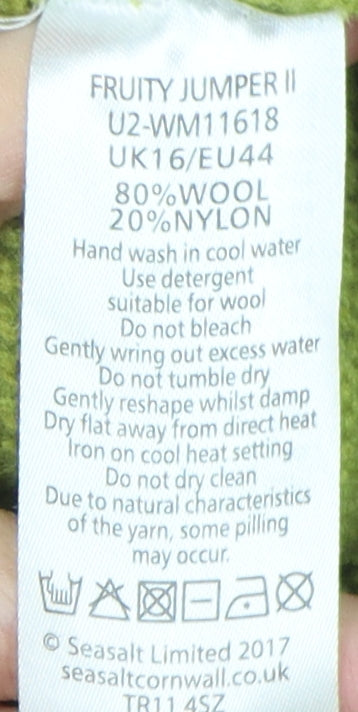 FRUITY JUMPER II
U2-WM11618
UK16/EU44
80%WOOL
20%NYLON
Hand wash in cool water
Use detergent
suitable for wool
Do not bleach
Gently wring out excess water
Do not tumble dry
Gently reshape whilst damp
Dry flat away from direct heat
Iron on cool heat setting
Do not dry clean
Due to natural characteristics
of the yarn, some pilling
may occur.
© Seasalt Limited 2017
seasaltcornwall.co.uk
TR11 4SZ